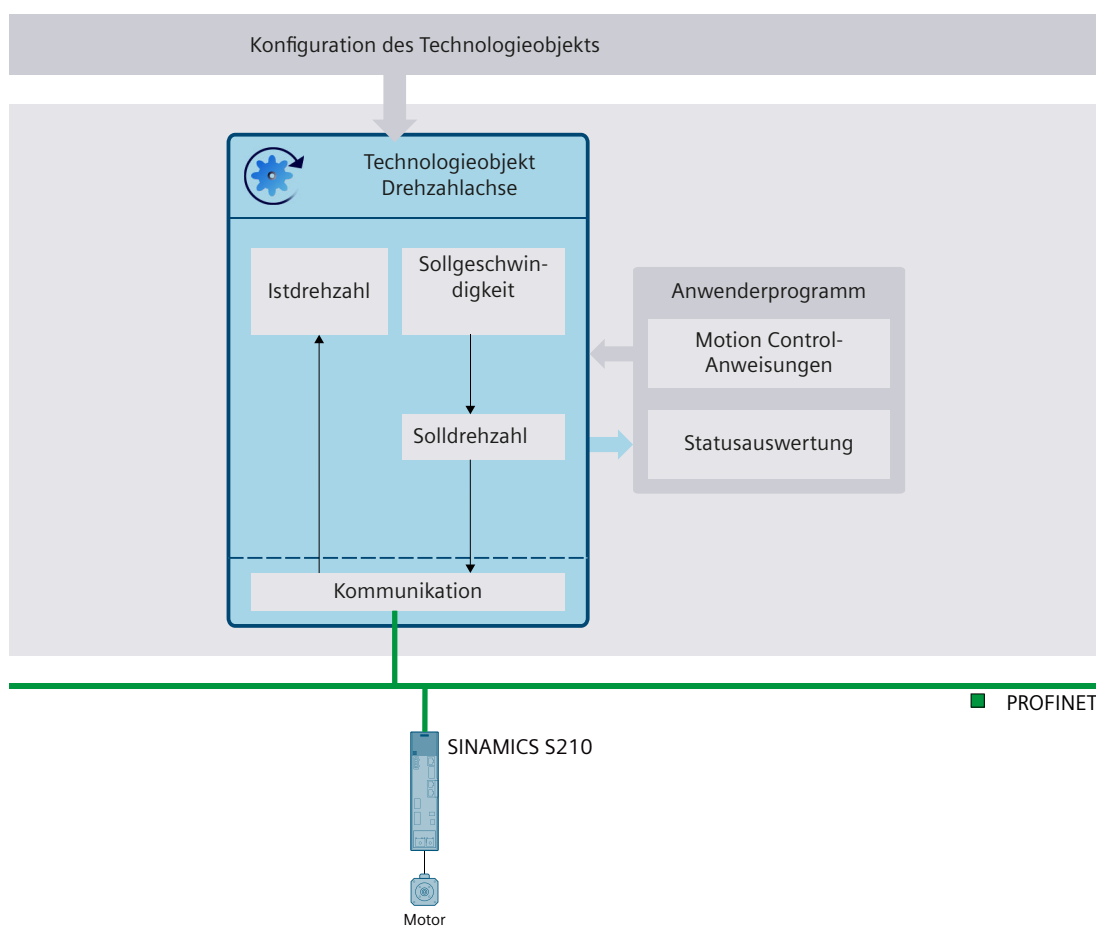 Konfiguration des Technologieobjekts
Technologieobjekt
Drehzahlachse
Istdrehzahl
Sollgeschwin-
digkeit
Solldrehzahl
Kommunikation
Anwenderprogramm
Motion Control-
Anweisungen
Statusauswertung
PROFINET
SINAMICS S210
Motor